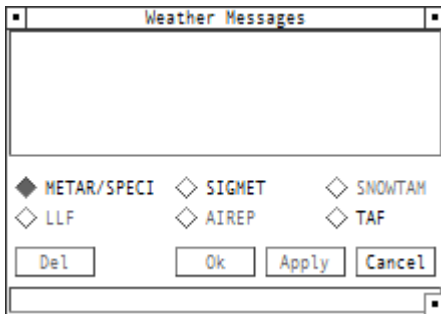 Weather Messages
METAR/SPECI SIGMET SNOWTAM
LLF AIREP TAF
Del Ok Apply Cancel